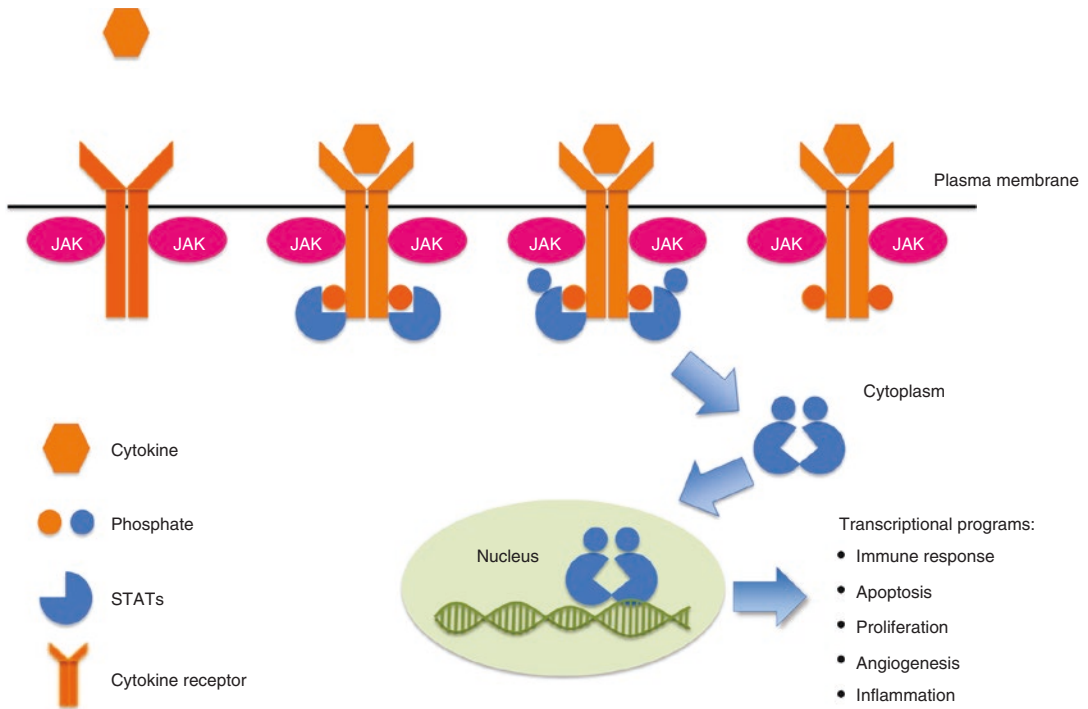 Plasma membrane
JAK JAK JAK JAK JAK JAK JAK JAK
Cytoplasm
Cytokine
Phosphate
STATs
Cytokine receptor
Nucleus
Transcriptional programs:
• Immune response
• Apoptosis
• Proliferation
• Angiogenesis
• Inflammation